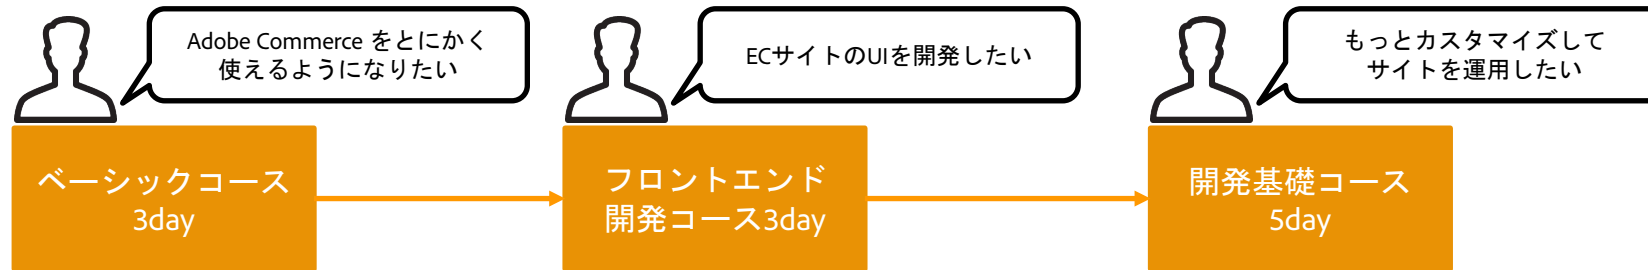 Adobe Commerce をとにかく
使えるようになりたい
ECサイトのUIを開発したい
もっとカスタマイズして
サイトを運用したい
ベーシックコース
3day
フロントエンド
開発コース3day
開発基礎コース
5day